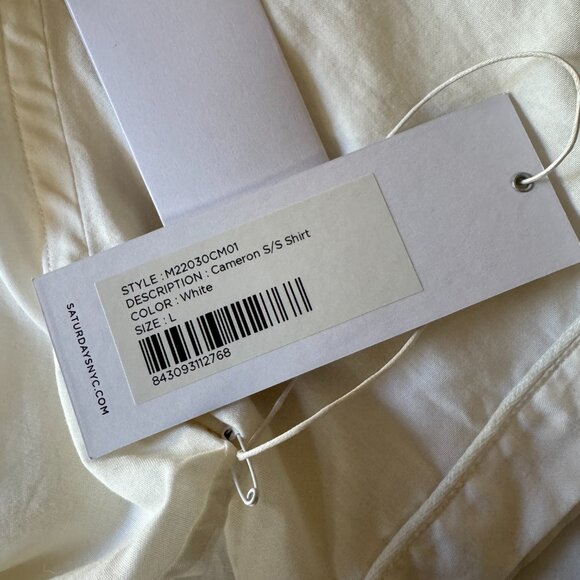 STYLE : M22030CM01
DESCRIPTION : Cameron S/S Shirt
COLOR : White
SIZE : L
843093112768
SATURDAYSNYC.COM